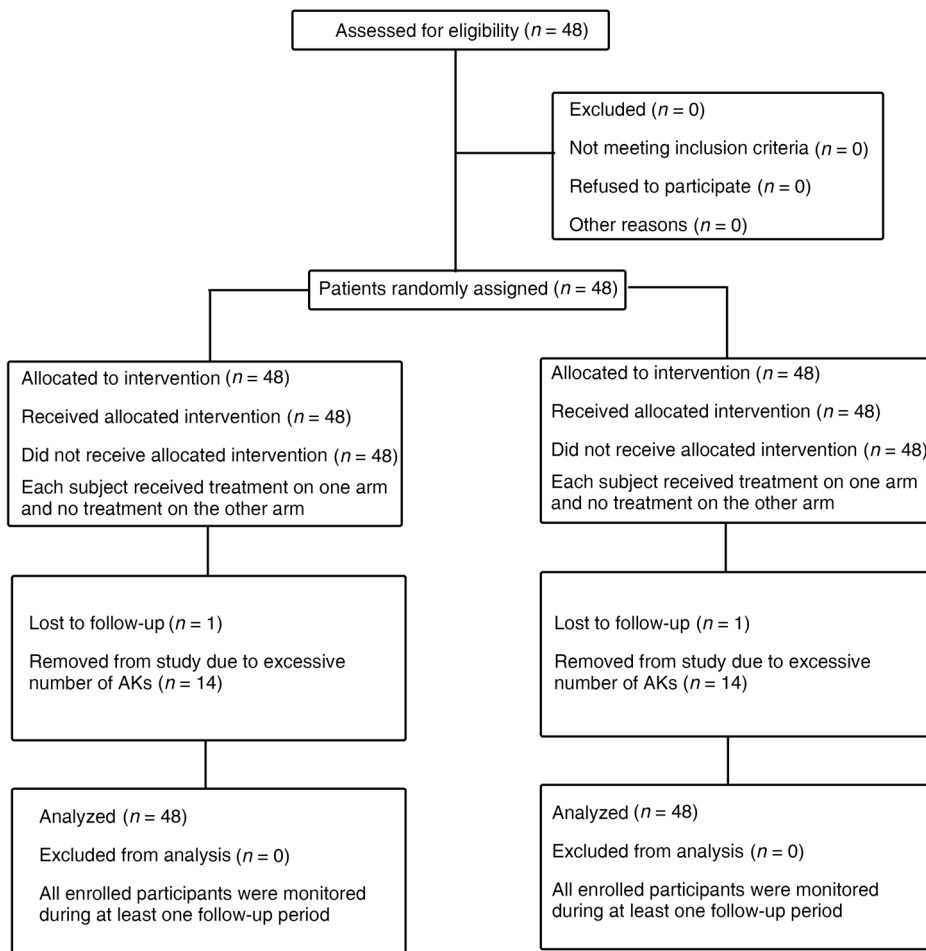 Assessed for eligibility (n = 48)
Excluded (n = 0)
Not meeting inclusion criteria (n = 0)
Refused to participate (n = 0)
Other reasons (n = 0)
Patients randomly assigned (n = 48)
Allocated to intervention (n = 48)
Received allocated intervention (n = 48)
Did not receive allocated intervention (n = 48)
Each subject received treatment on one arm
and no treatment on the other arm
Allocated to intervention (n = 48)
Received allocated intervention (n = 48)
Did not receive allocated intervention (n = 48)
Each subject received treatment on one arm
and no treatment on the other arm
Lost to follow-up (n = 1)
Removed from study due to excessive
number of AKs (n = 14)
Lost to follow-up (n = 1)
Removed from study due to excessive
number of AKs (n = 14)
Analyzed (n = 48)
Excluded from analysis (n = 0)
All enrolled participants were monitored
during at least one follow-up period
Analyzed (n = 48)
Excluded from analysis (n = 0)
All enrolled participants were monitored
during at least one follow-up period